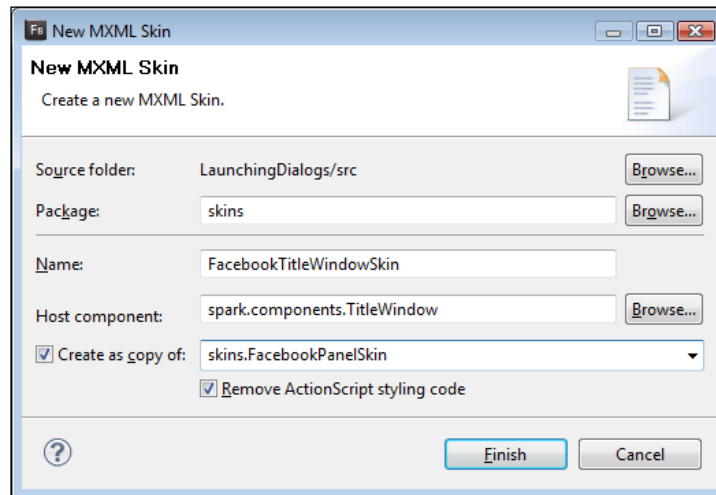 FB New MXML Skin
New MXML Skin
Create a new MXML Skin.
Source folder: LaunchingDialogs/src Browse...
Package: skins Browse...
Name: FacebookTitleWindowSkin
Host component: spark.components.TitleWindow Browse...
Create as copy of: skins.FacebookPanelSkin
Remove ActionScript styling code
? Finish Cancel